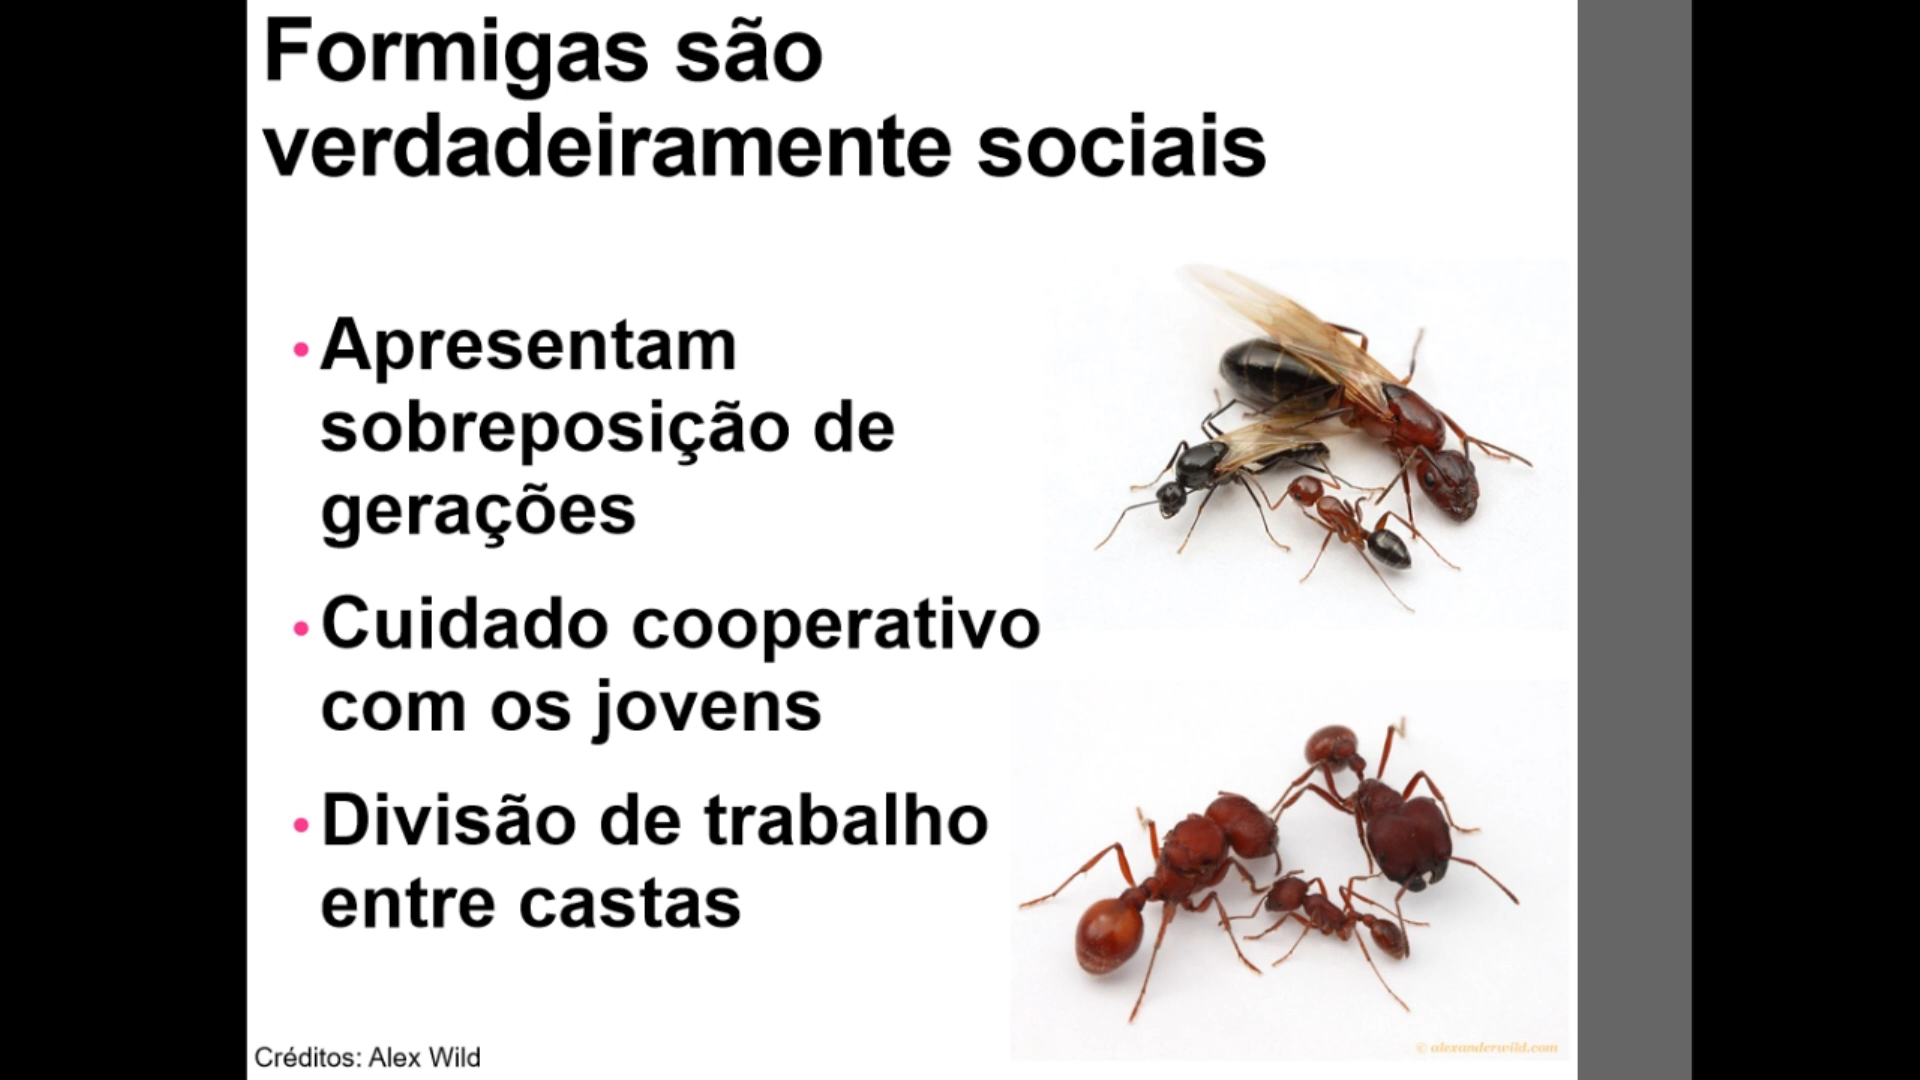 Formigas são
verdadeiramente sociais
• Apresentam
sobreposição de
gerações
• Cuidado cooperativo
com os jovens
• Divisão de trabalho
entre castas
© alexanderwild.com
Créditos: Alex Wild